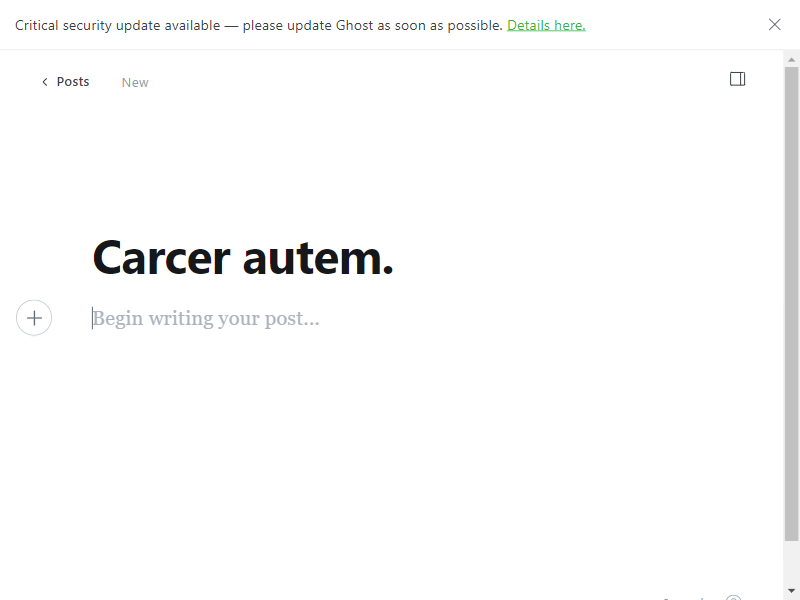 Critical security update available — please update Ghost as soon as possible. Details here.
Posts
New
Carcer autem.
Begin writing your post...